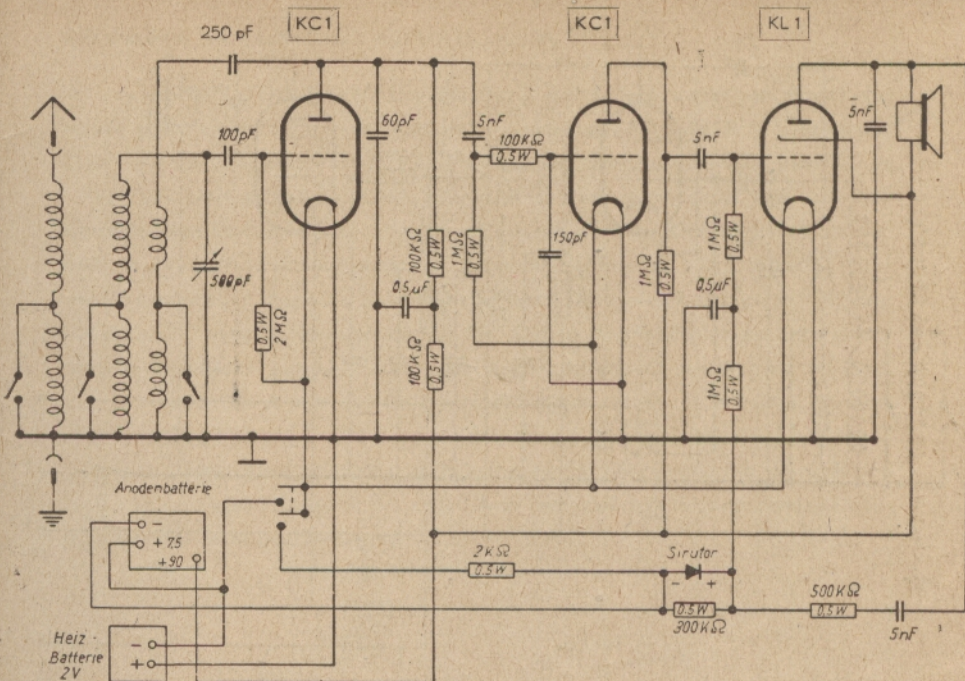 250 pF
KC1
KC1
KL1
100pF
60pF
5nF
100KΩ
0.5W
5nF
5nF
500pF
0.5W
2MΩ
100KΩ
0.5W
1MΩ
0.5W
150pF
1MΩ
0.5W
1MΩ
0.5W
0.5µF
0,5µF
100KΩ
0.5W
1MΩ
0.5W
Anodenbatterie
-
+ 7,5
+90
2KΩ
0.5W
Sirutor
- +
0.5W
300KΩ
500KΩ
0.5W
5nF
Heiz-
Batterie
2V
-
+